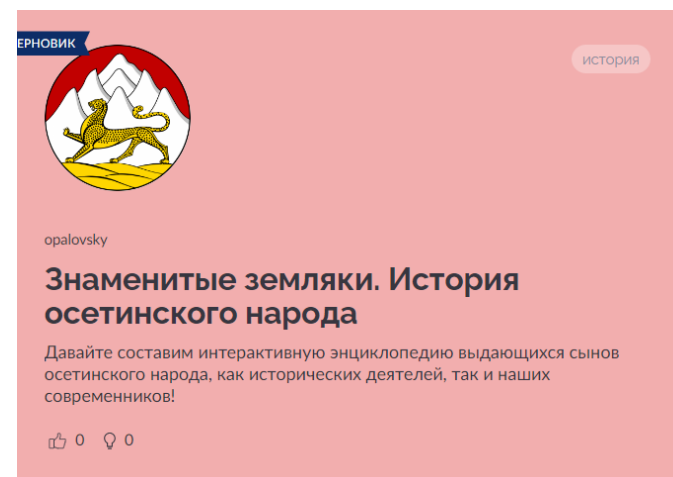 ЕРНОВИК
история
opalovsky
Знаменитые земляки. История
осетинского народа
Давайте составим интерактивную энциклопедию выдающихся сынов
осетинского народа, как исторических деятелей, так и наших
современников!
0 0